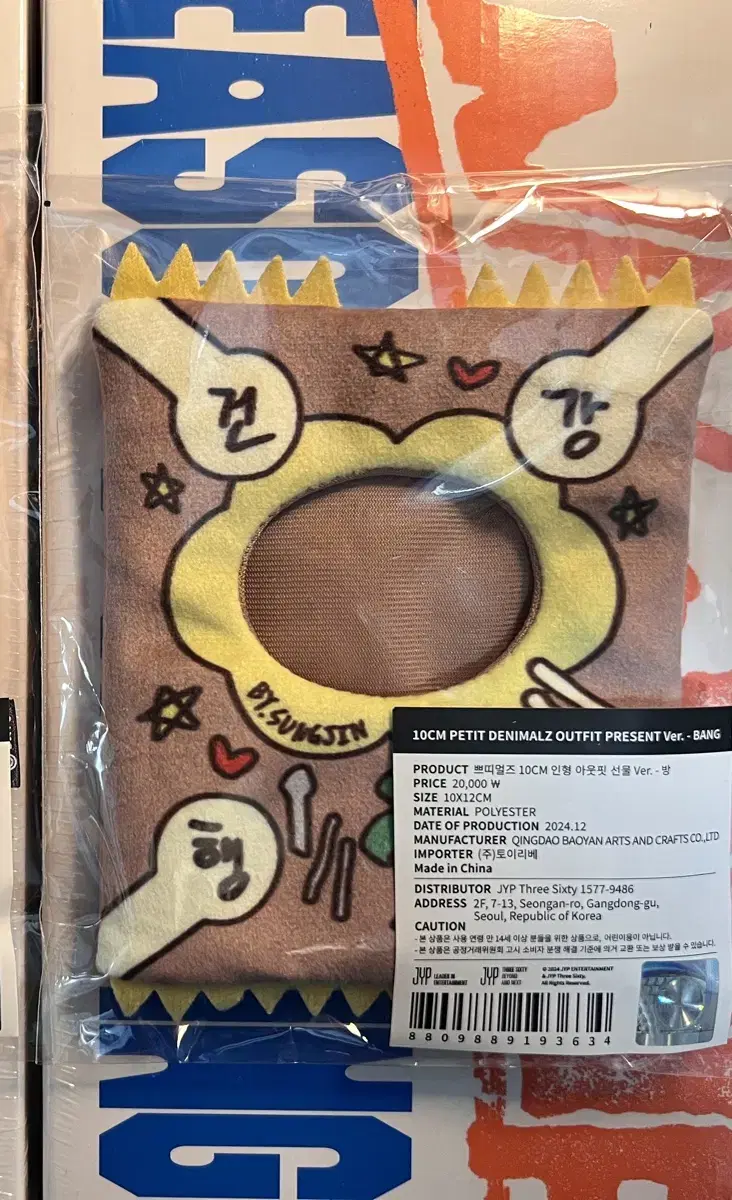 건
강
BY.SUNGJIN
행
10CM PETIT DENIMALZ OUTFIT PRESENT Ver. - BANG
PRODUCT 쁘띠멀즈 10CM 인형 아웃핏 선물 Ver. - 방
PRICE 20,000 ₩
SIZE 10X12CM
MATERIAL POLYESTER
DATE OF PRODUCTION 2024.12
MANUFACTURER QINGDAO BAOYAN ARTS AND CRAFTS CO.,LTD
IMPORTER (주)토이리베
Made in China
DISTRIBUTOR JYP Three Sixty 1577-9486
ADDRESS 2F, 7-13, Seongan-ro, Gangdong-gu,
Seoul, Republic of Korea
CAUTION
- 본 상품은 사용 연령 만 14세 이상 분들을 위한 상품으로, 어린이용이 아닙니다.
- 본 상품은 공정거래위원회 고시 소비자 분쟁 해결 기준에 의거 교환 또는 보상 받을 수 있습니다.
JYP LEADER IN ENTERTAINMENT
JYP THREE SIXTY BEYOND AND NEXT
© 2024 JYP ENTERTAINMENT
& JYP Three Sixty.
All Rights Reserved.
8809889193634